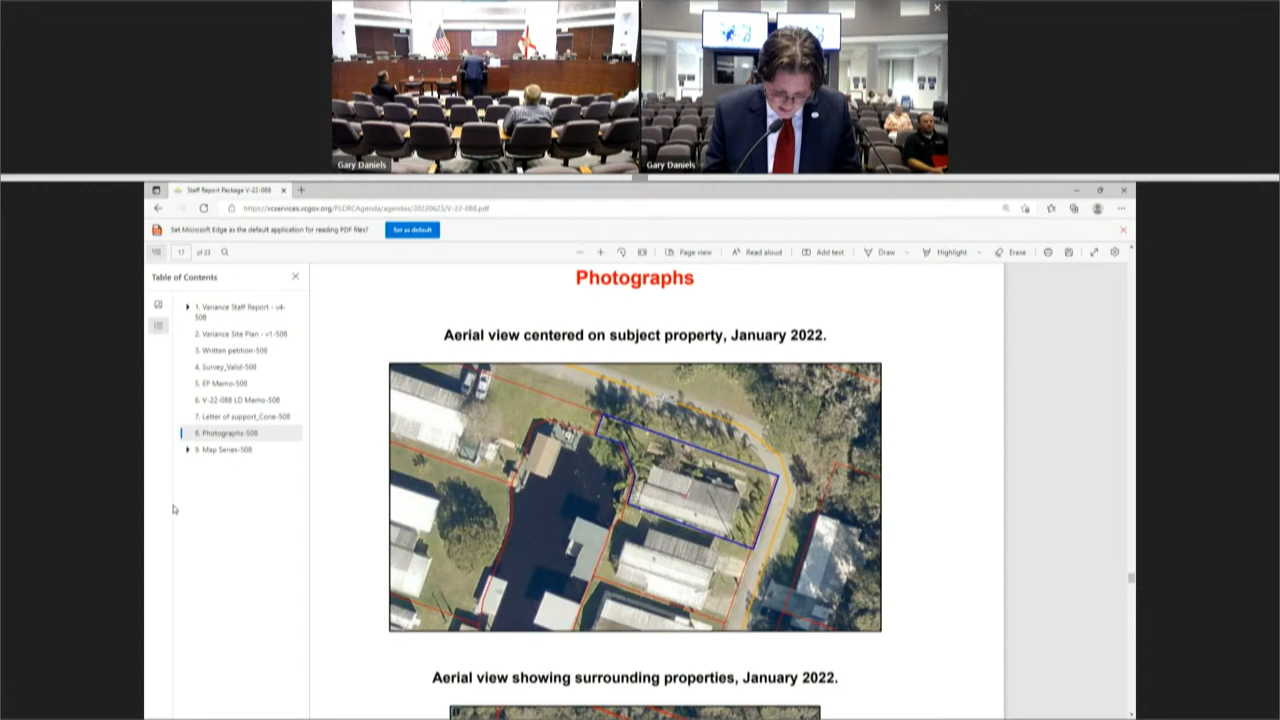 Gary Daniels
Gary Daniels
Staff Report Package V-22-088
https://vcservices.vcgov.org/PLDRCAgenda/agendas/20220623/V-22-088.pdf
Set Microsoft Edge as the default application for reading PDF files?
Set as default
17 of 23
Page view
Read aloud
Add text
Draw
Highlight
Erase
Table of Contents
1. Variance Staff Report - v4-
508
2. Variance Site Plan - v1-508
3. Written petition-508
4. Survey_Valid-508
5. EP Memo-508
6. V-22-088 LD Memo-508
7. Letter of support_Cone-508
8. Photographs-508
9. Map Series-508
Photographs
Aerial view centered on subject property, January 2022.
Aerial view showing surrounding properties, January 2022.